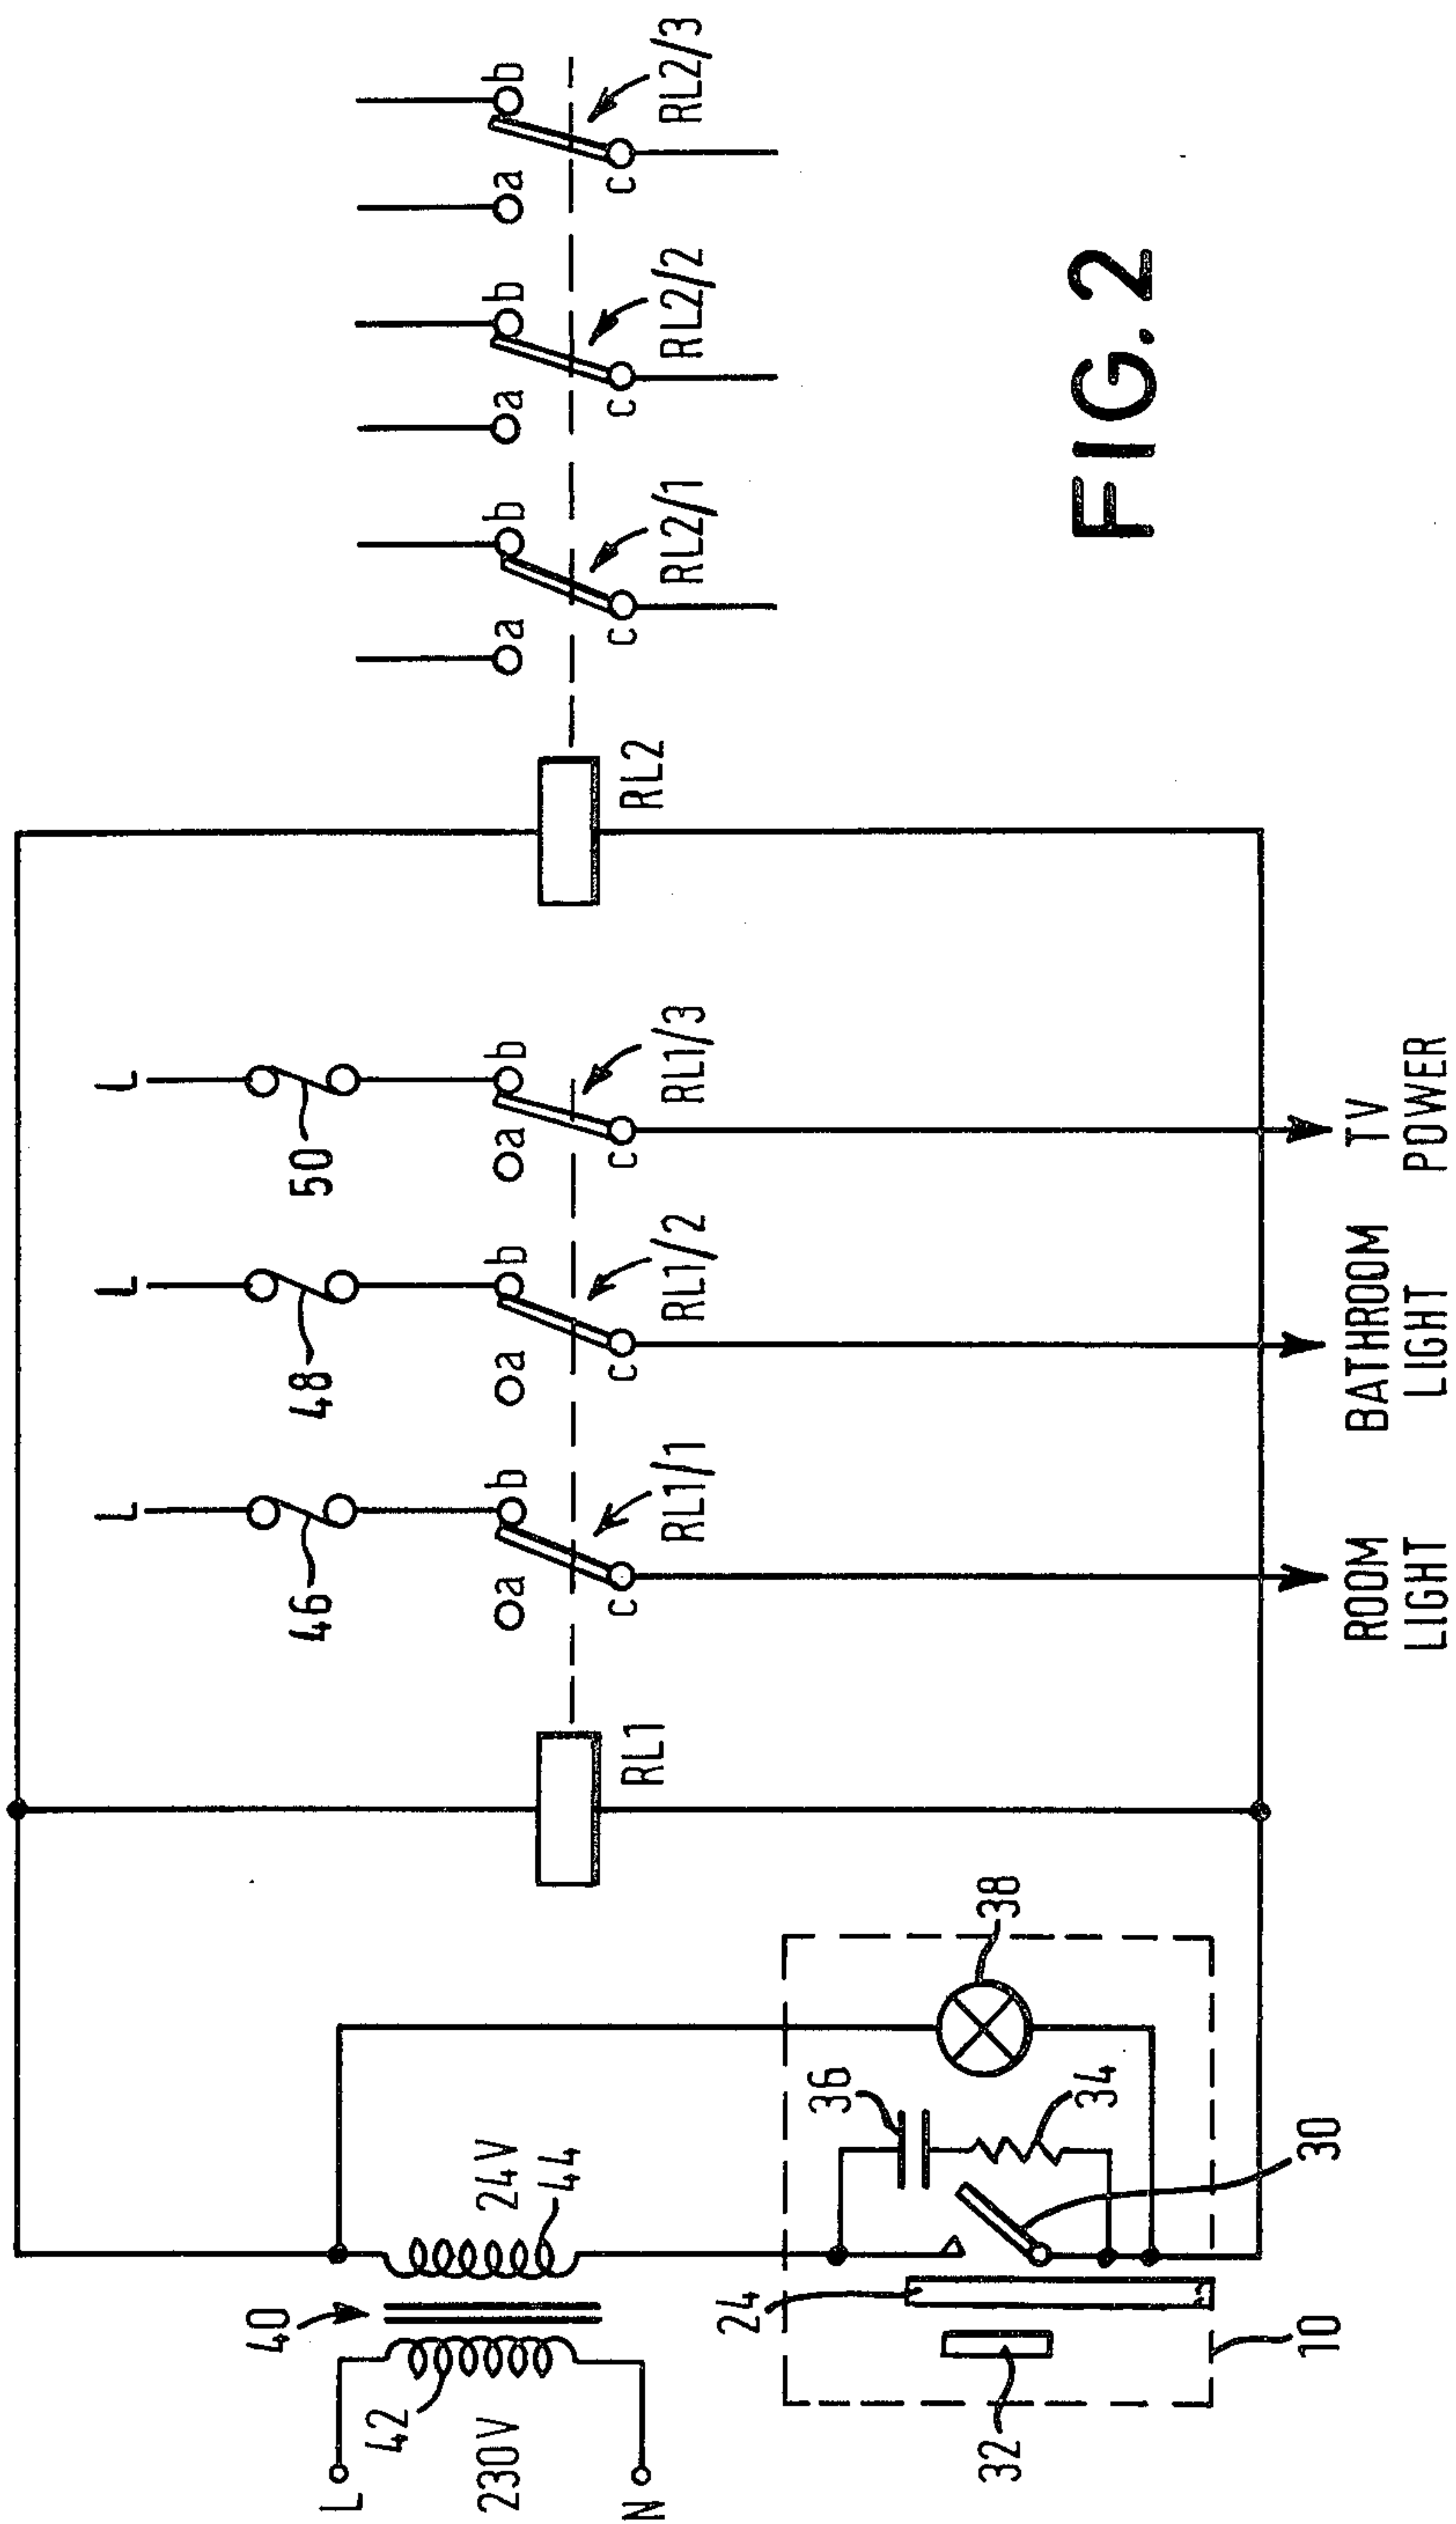 L
L
L
50
48
46
a b
a b
a b
a b
a b
a b
c
c
c
c
c
c
RL1/1
RL1/2
RL1/3
RL2/1
RL2/2
RL2/3
RL1
RL2
L
40
42
230V
24V
44
N
24
36
38
34
32
30
10
ROOM LIGHT
BATHROOM LIGHT
TV POWER
FIG. 2